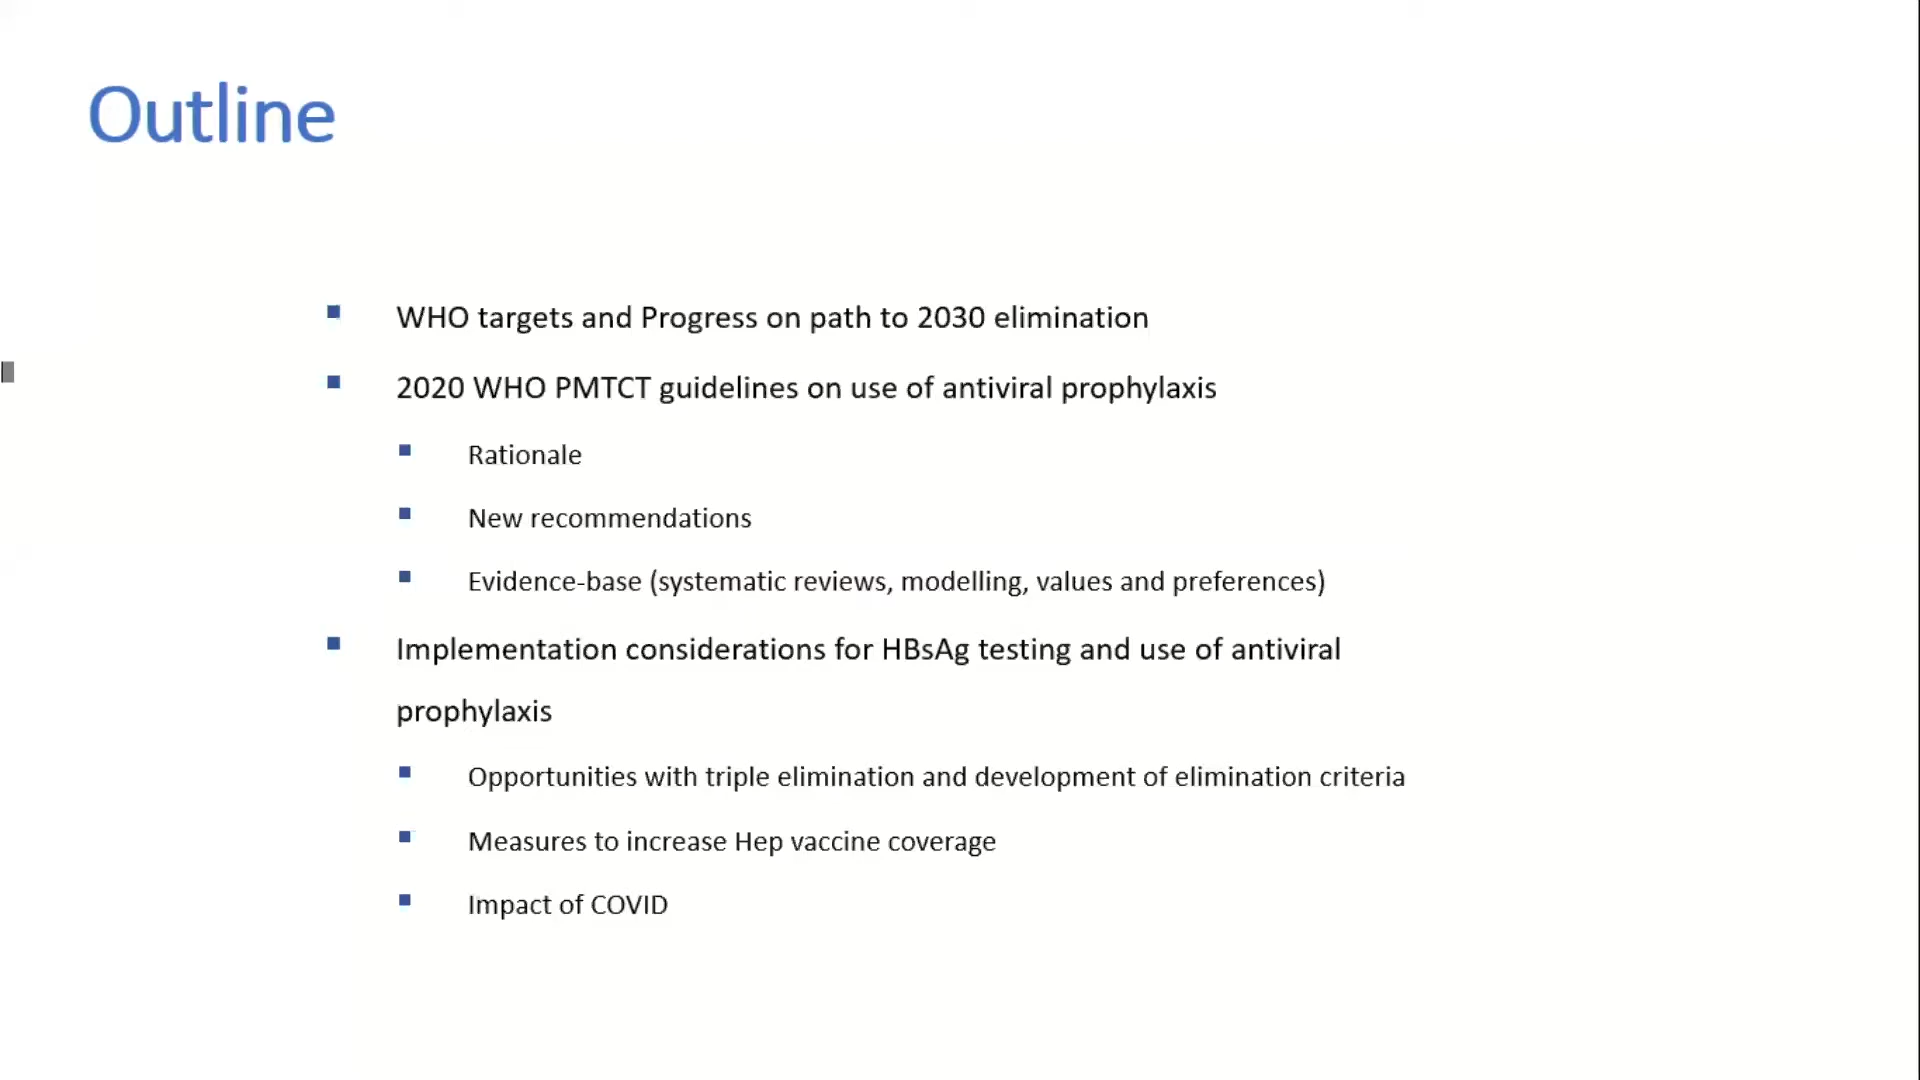 Outline
WHO targets and Progress on path to 2030 elimination
2020 WHO PMTCT guidelines on use of antiviral prophylaxis
Rationale
New recommendations
Evidence-base (systematic reviews, modelling, values and preferences)
Implementation considerations for HBsAg testing and use of antiviral
prophylaxis
Opportunities with triple elimination and development of elimination criteria
Measures to increase Hep vaccine coverage
Impact of COVID